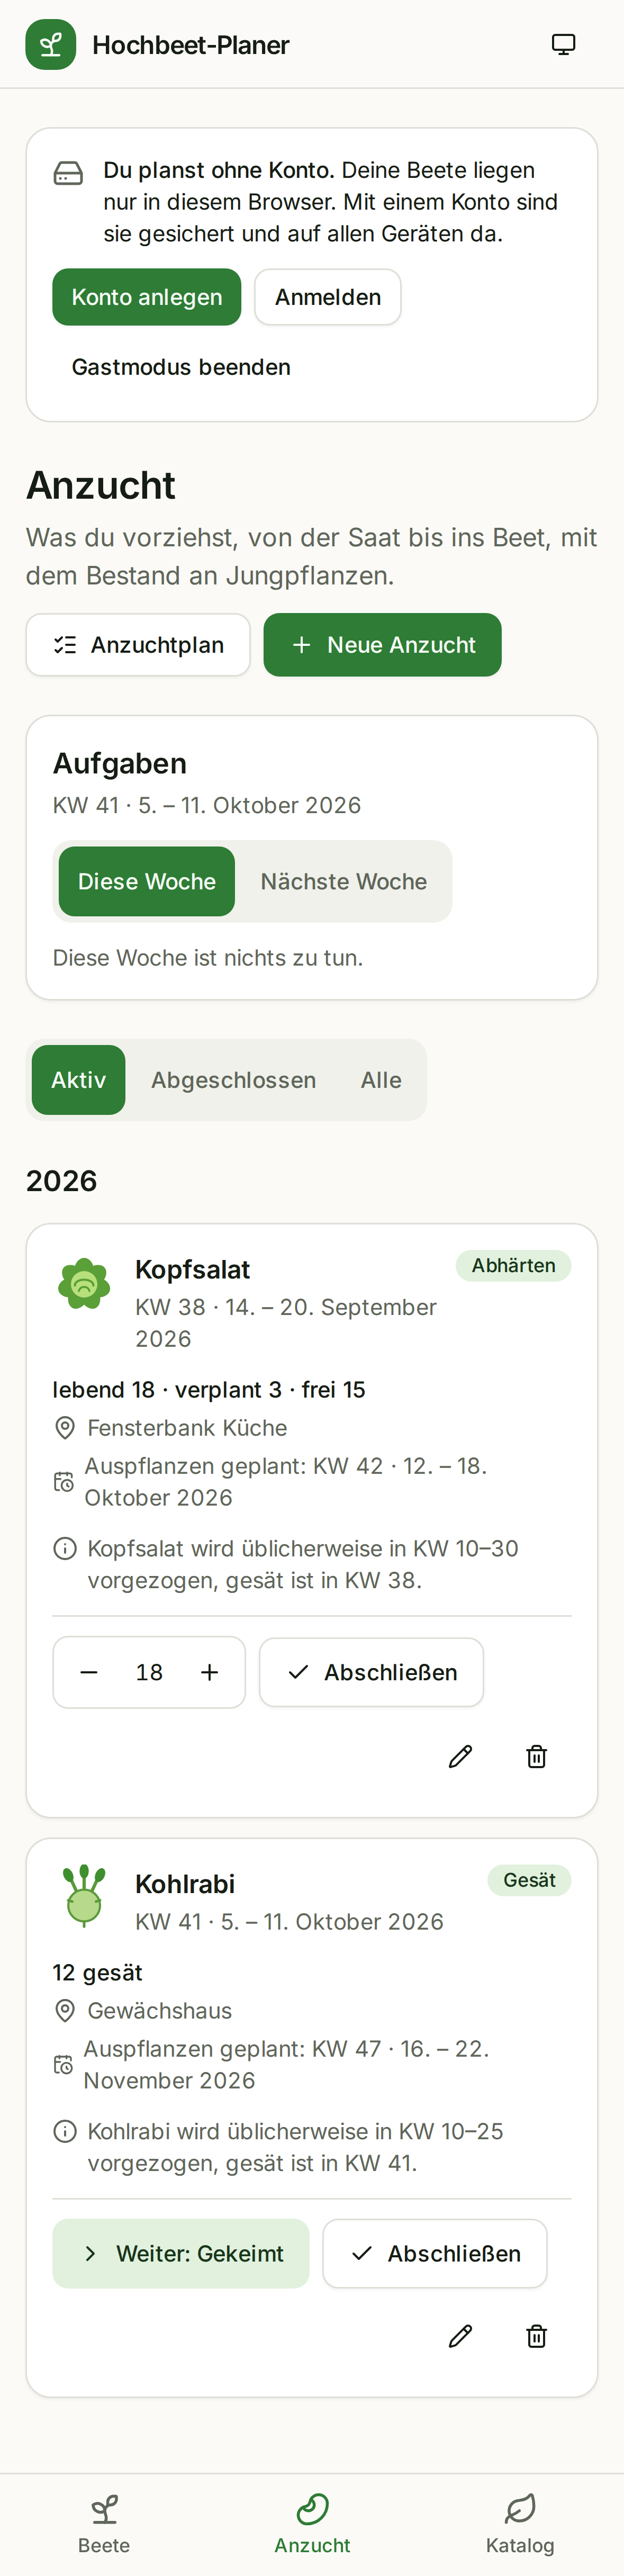 Hochbeet-Planer
Du planst ohne Konto. Deine Beete liegen
nur in diesem Browser. Mit einem Konto sind
sie gesichert und auf allen Geräten da.
Konto anlegen
Anmelden
Gastmodus beenden
Anzucht
Was du vorziehst, von der Saat bis ins Beet, mit
dem Bestand an Jungpflanzen.
Anzuchtplan
Neue Anzucht
Aufgaben
KW 41 · 5. – 11. Oktober 2026
Diese Woche
Nächste Woche
Diese Woche ist nichts zu tun.
Aktiv
Abgeschlossen
Alle
2026
Kopfsalat
Abhärten
KW 38 · 14. – 20. September
2026
lebend 18 · verplant 3 · frei 15
Fensterbank Küche
Auspflanzen geplant: KW 42 · 12. – 18.
Oktober 2026
Kopfsalat wird üblicherweise in KW 10–30
vorgezogen, gesät ist in KW 38.
18
Abschließen
Kohlrabi
Gesät
KW 41 · 5. – 11. Oktober 2026
12 gesät
Gewächshaus
Auspflanzen geplant: KW 47 · 16. – 22.
November 2026
Kohlrabi wird üblicherweise in KW 10–25
vorgezogen, gesät ist in KW 41.
Weiter: Gekeimt
Abschließen
Beete
Anzucht
Katalog